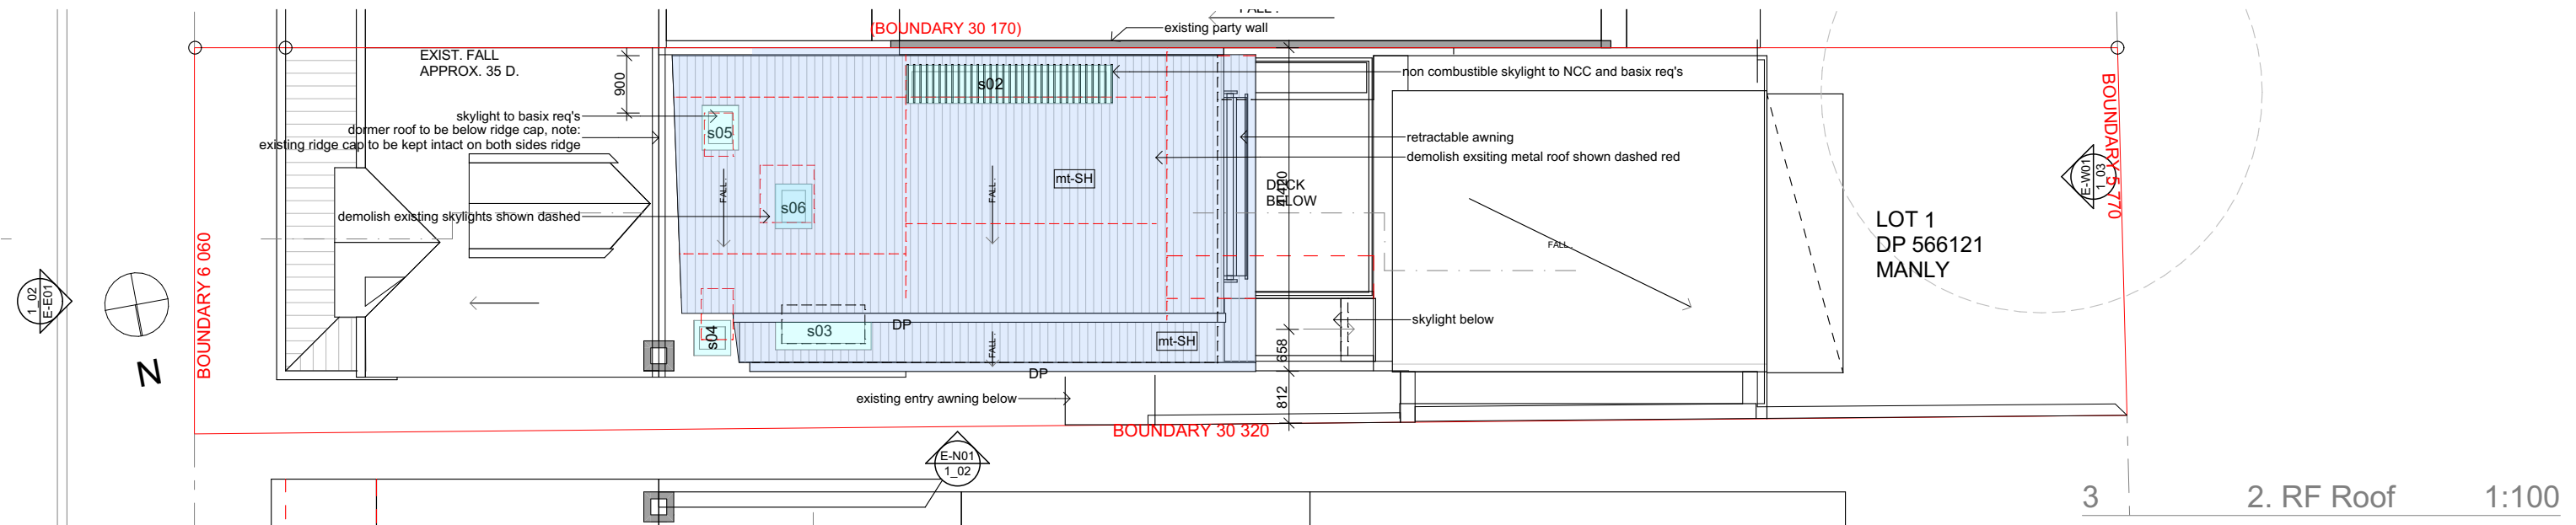 FALL .
(BOUNDARY 30 170)
existing party wall
EXIST. FALL
APPROX. 35 D.
900
s02
non combustible skylight to NCC and basix req's
skylight to basix req's
dormer roof to be below ridge cap, note:
existing ridge cap to be kept intact on both sides ridge
s05
retractable awning
demolish exsiting metal roof shown dashed red
mt-SH
FALL .
FALL .
DECK
BELOW
s06
demolish existing skylights shown dashed
BOUNDARY 5 770
E-W01
1_03
LOT 1
DP 566121
MANLY
FALL .
BOUNDARY 6 060
1_02
E-E01
N
s04
s03
DP
FALL .
mt-SH
skylight below
658
DP
812
existing entry awning below
BOUNDARY 30 320
E-N01
1_02
3 2. RF Roof 1:100